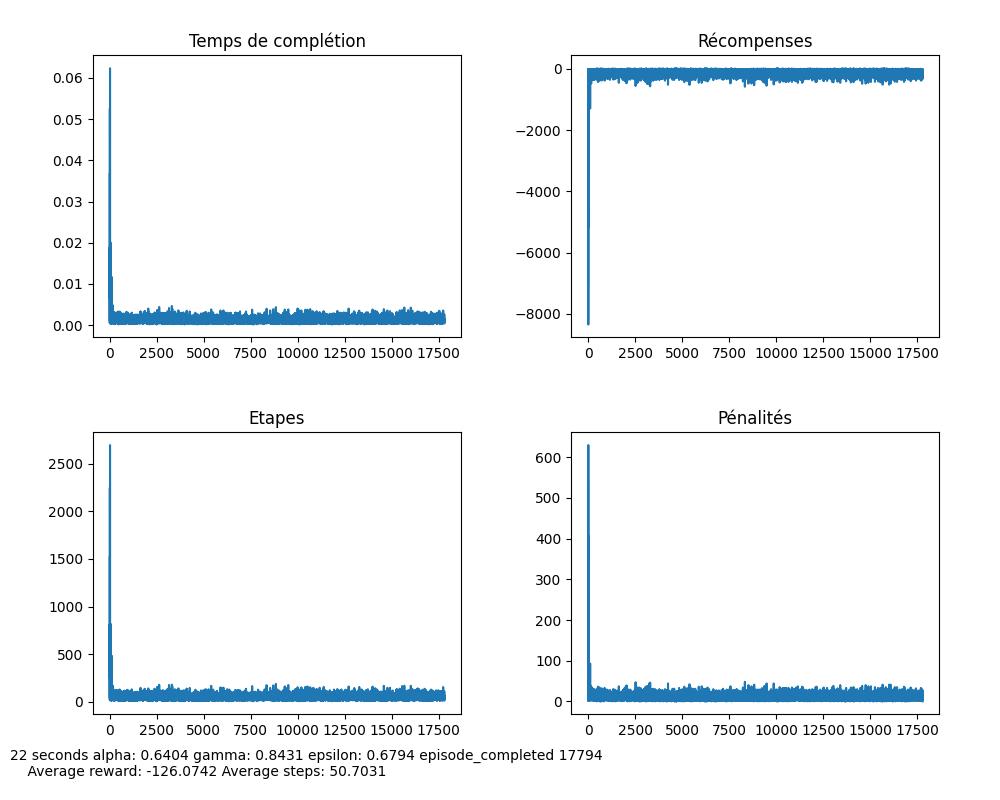 Temps de complétion
0.06
0.05
0.04
0.03
0.02
0.01
0.00
0 2500 5000 7500 10000 12500 15000 17500
Récompenses
0
−2000
−4000
−6000
−8000
0 2500 5000 7500 10000 12500 15000 17500
Etapes
2500
2000
1500
1000
500
0
0 2500 5000 7500 10000 12500 15000 17500
Pénalités
600
500
400
300
200
100
0
0 2500 5000 7500 10000 12500 15000 17500
22 seconds alpha: 0.6404 gamma: 0.8431 epsilon: 0.6794 episode_completed 17794
Average reward: -126.0742 Average steps: 50.7031